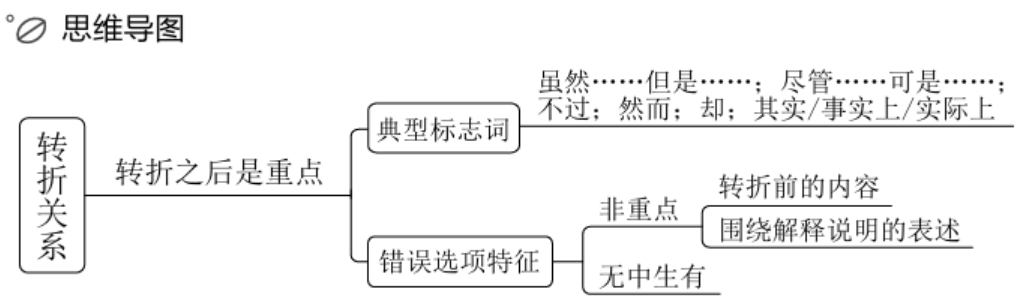 思维导图
转折关系
转折之后是重点
典型标志词
虽然……但是……；尽管……可是……；
不过；然而；却；其实/事实上/实际上
错误选项特征
非重点
转折前的内容
围绕解释说明的表述
无中生有